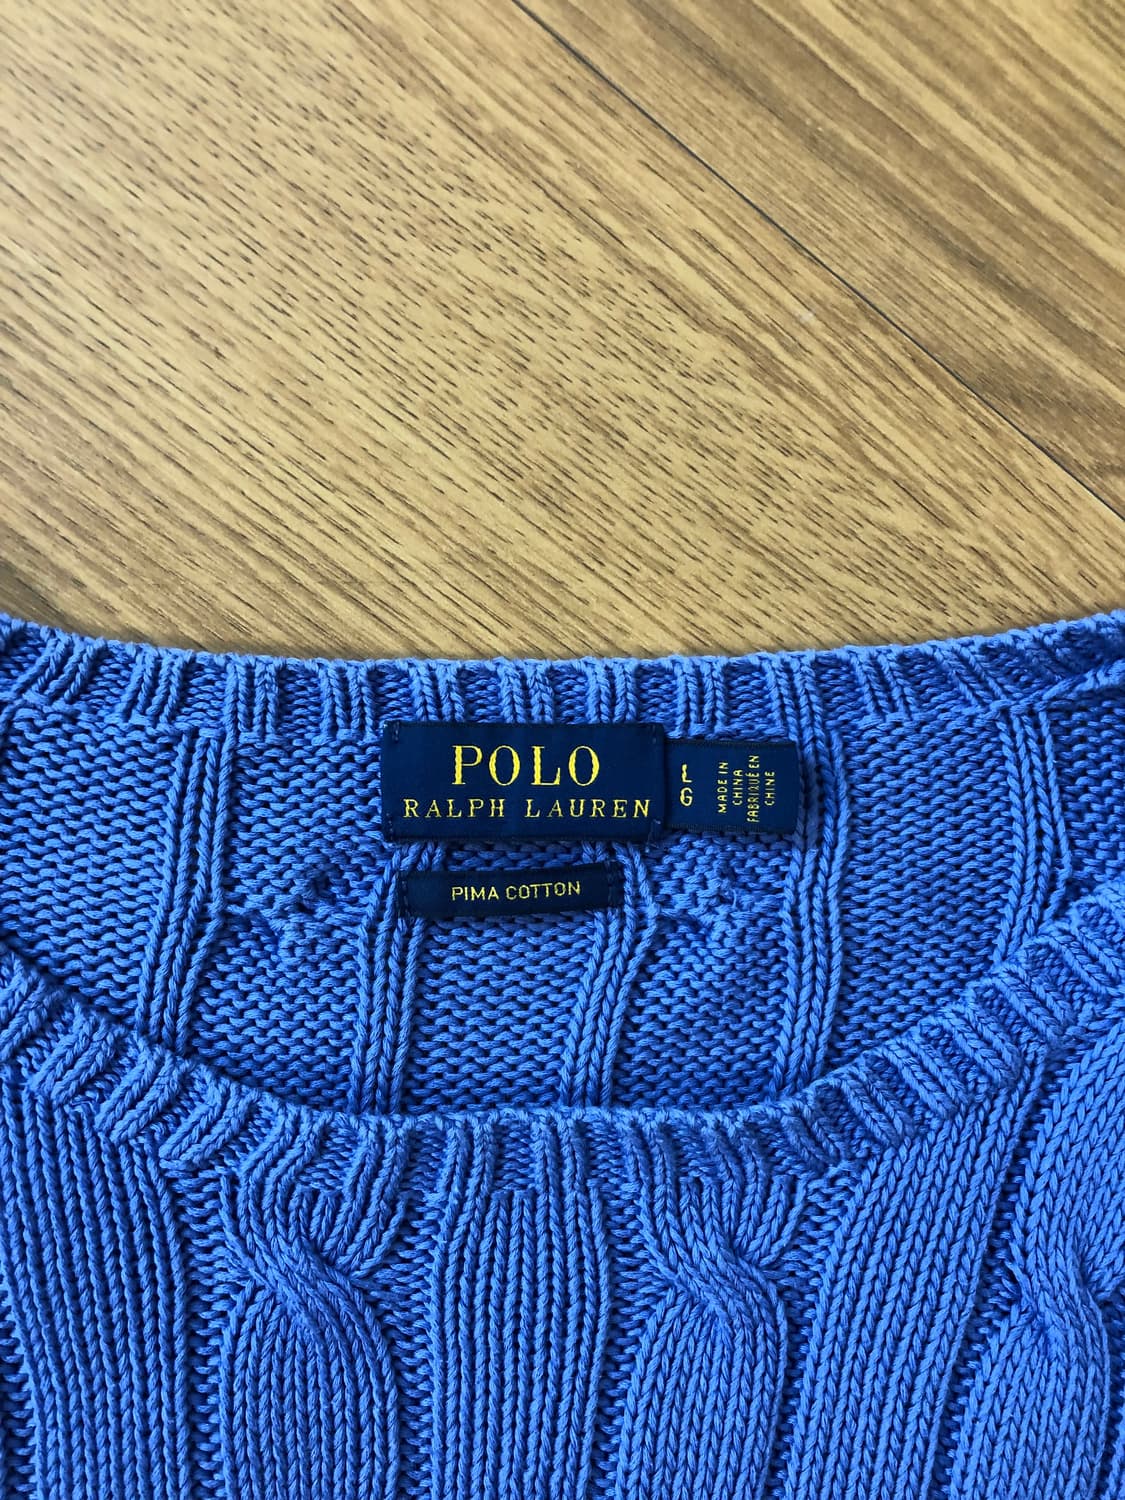 POLO
RALPH LAUREN
L
G
MADE IN
CHINA
FABRIQUÉ EN
CHINE
PIMA COTTON